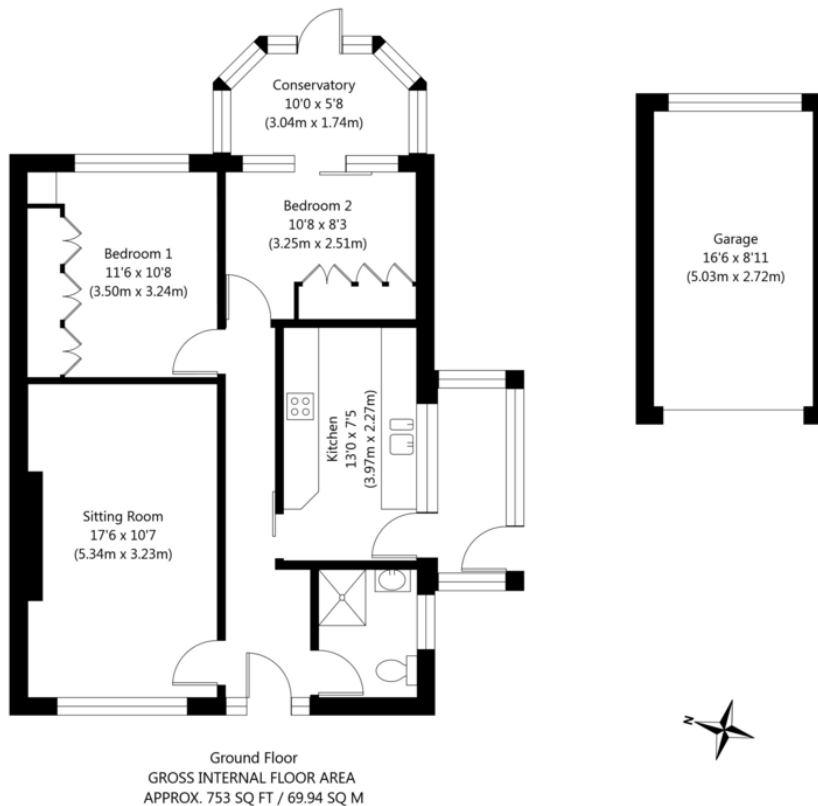 Conservatory
10'0 x 5'8
(3.04m x 1.74m)
Bedroom 1
11'6 x 10'8
(3.50m x 3.24m)
Bedroom 2
10'8 x 8'3
(3.25m x 2.51m)
Garage
16'6 x 8'11
(5.03m x 2.72m)
Kitchen
13'0 x 7'5
(3.97m x 2.27m)
Sitting Room
17'6 x 10'7
(5.34m x 3.23m)
N
Ground Floor
GROSS INTERNAL FLOOR AREA
APPROX. 753 SQ FT / 69.94 SQ M